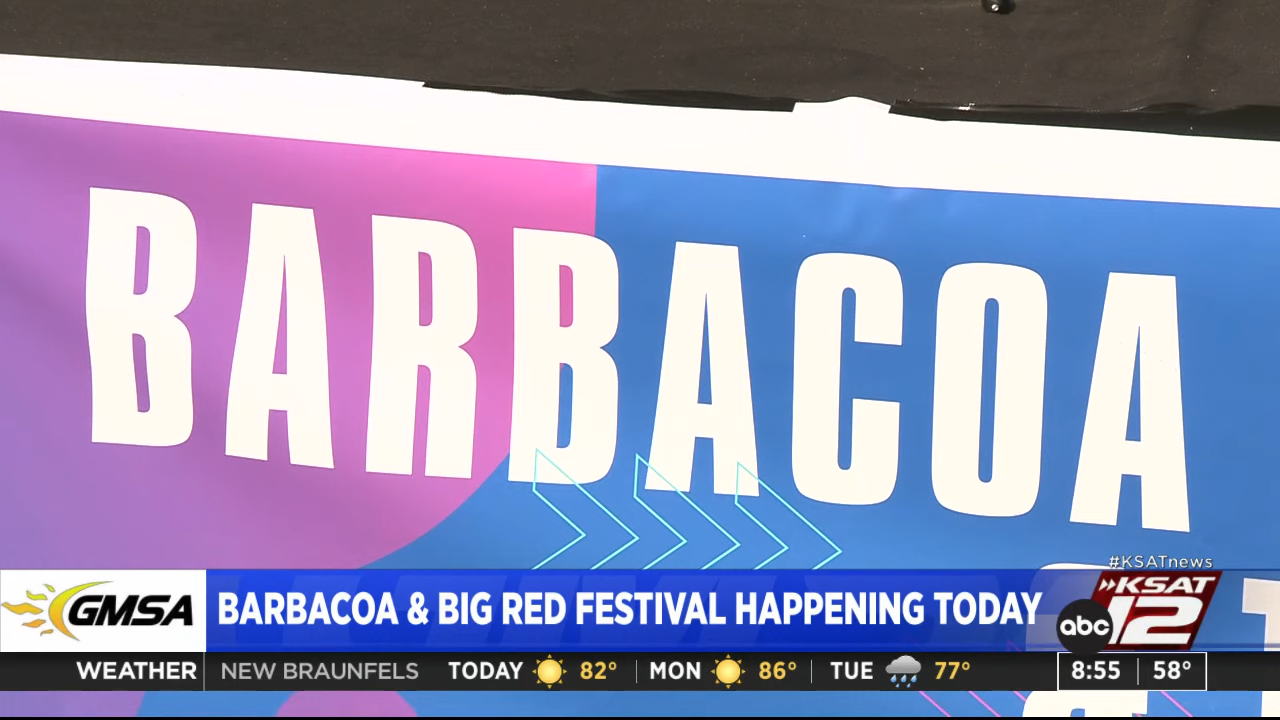 BARBACOA
#KSATnews
GMSA
BARBACOA & BIG RED FESTIVAL HAPPENING TODAY
abc
KSAT
12
WEATHER NEW BRAUNFELS TODAY 82° MON 86° TUE 77° 8:55 58°